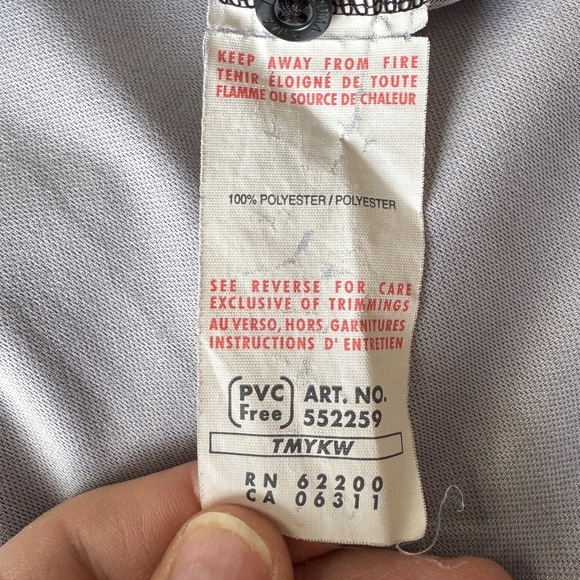 KEEP AWAY FROM FIRE
TENIR ÉLOIGNÉ DE TOUTE
FLAMME OU SOURCE DE CHALEUR
100% POLYESTER / POLYESTER
SEE REVERSE FOR CARE
EXCLUSIVE OF TRIMMINGS
AU VERSO, HORS, GARNITURES
INSTRUCTIONS D' ENTRETIEN
PVC Free ART. NO. 552259
TMYKW
RN 62200
CA 06311